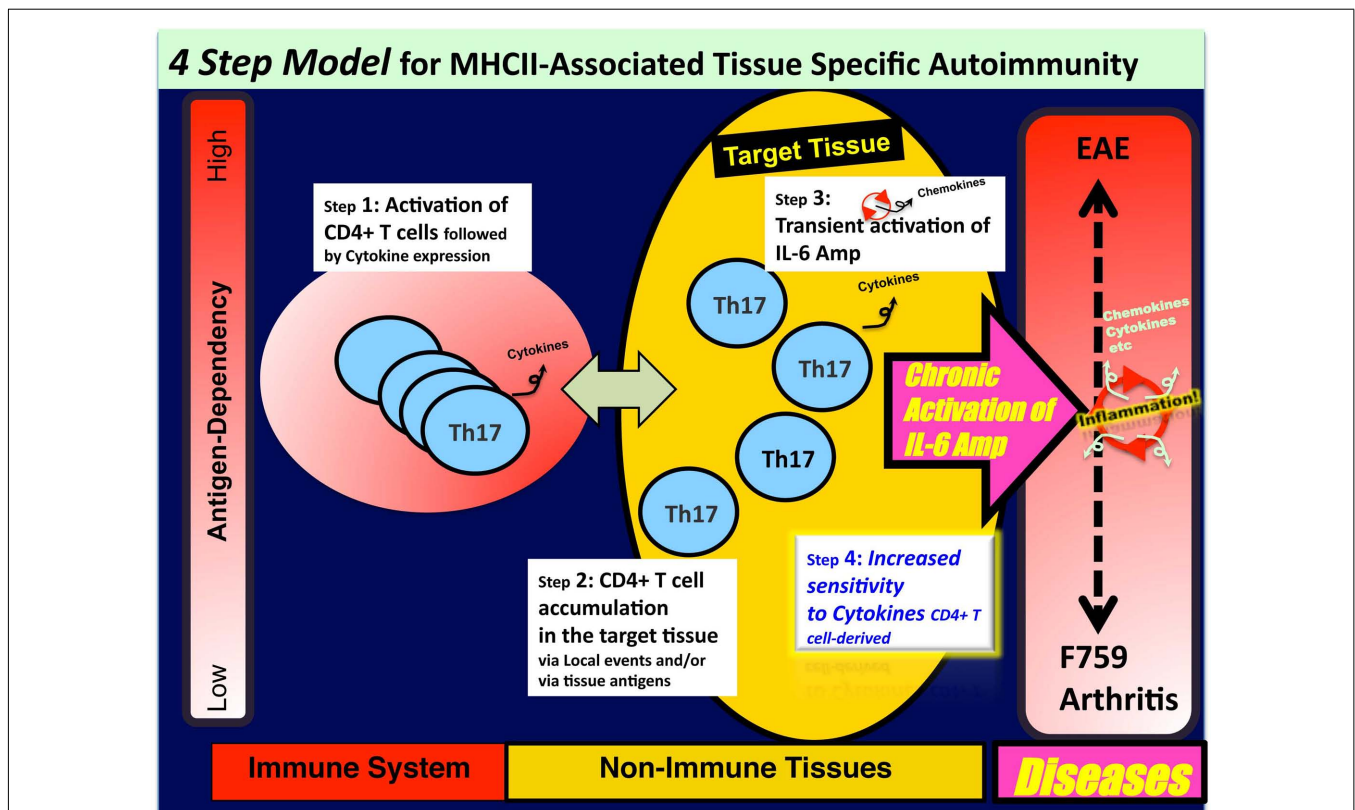 4 Step Model for MHCII-Associated Tissue Specific Autoimmunity
High
Antigen-Dependency
Low
Step 1: Activation of
CD4+ T cells followed
by Cytokine expression
Cytokines
Th17
Target Tissue
Step 3:
Chemokines
Transient activation of
IL-6 Amp
Th17
Cytokines
Th17
Th17
Th17
Step 2: CD4+ T cell
accumulation
in the target tissue
via Local events and/or
via tissue antigens
Chronic
Activation of
IL-6 Amp
Step 4: Increased
sensitivity
to Cytokines CD4+ T
cell-derived
EAE
Chemokines
Cytokines
etc
Inflammation!
F759
Arthritis
Immune System
Non-Immune Tissues
Diseases